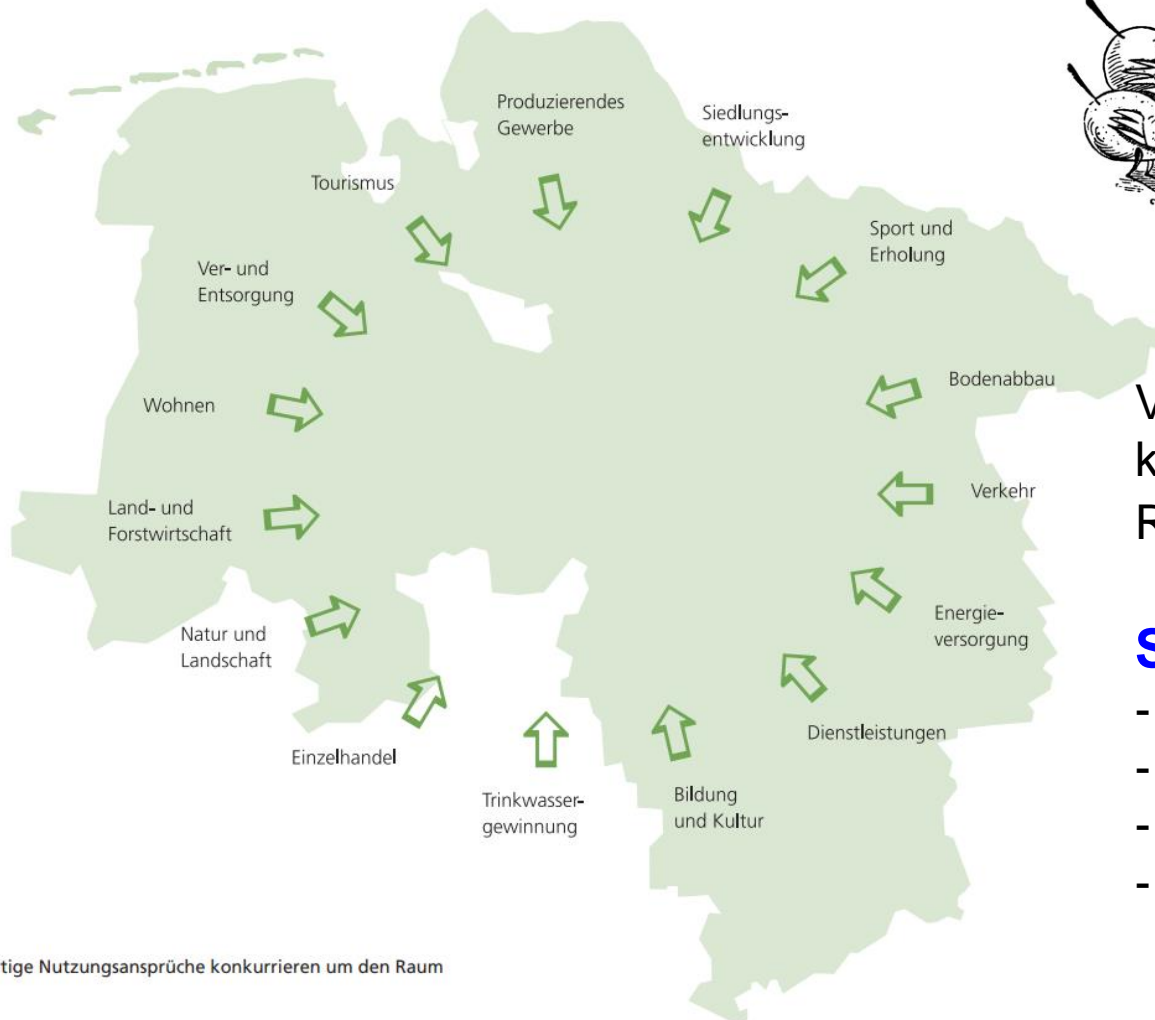 Produzierendes
Gewerbe
Siedlungs-
entwicklung
Tourismus
Sport und
Erholung
Ver- und
Entsorgung
Bodenabbau
Wohnen
Verkehr
Land- und
Forstwirtschaft
Energie-
versorgung
Natur und
Landschaft
Dienstleistungen
Einzelhandel
Trinkwasser-
gewinnung
Bildung
und Kultur
Nutzungsansprüche konkurrieren um den Raum
-
-
-
-